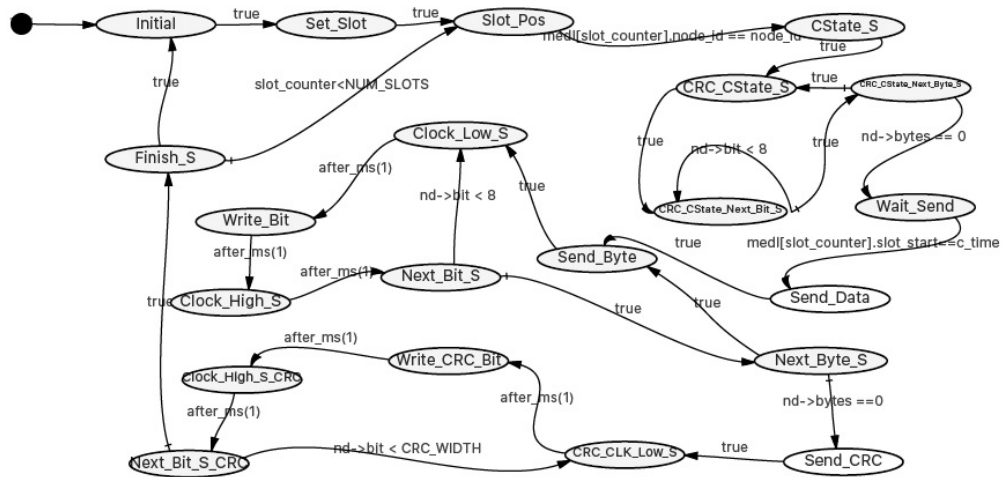 Initial
true
Set_Slot
true
Slot_Pos
medl[slot_counter].node_id == node_id
CState_S
true
true
slot_counter<NUM_SLOTS
CRC_CState_S
true
CRC_CState_Next_Byte_S
Finish_S
Clock_Low_S
true
nd->bit < 8
true
nd->bytes == 0
after_ms(1)
nd->bit < 8
true
CRC_CState_Next_Bit_S
Wait_Send
Write_Bit
after_ms(1)
true
medl[slot_counter].slot_start==c_time
Send_Byte
after_ms(1)
Clock_High_S
Next_Bit_S
Send_Data
true
true
true
after_ms(1)
Write_CRC_Bit
Next_Byte_S
Clock_HIgh_S_CRC
after_ms(1)
after_ms(1)
nd->bytes ==0
nd->bit < CRC_WIDTH
true
Next_Bit_S_CRC
CRC_CLK_Low_S
Send_CRC